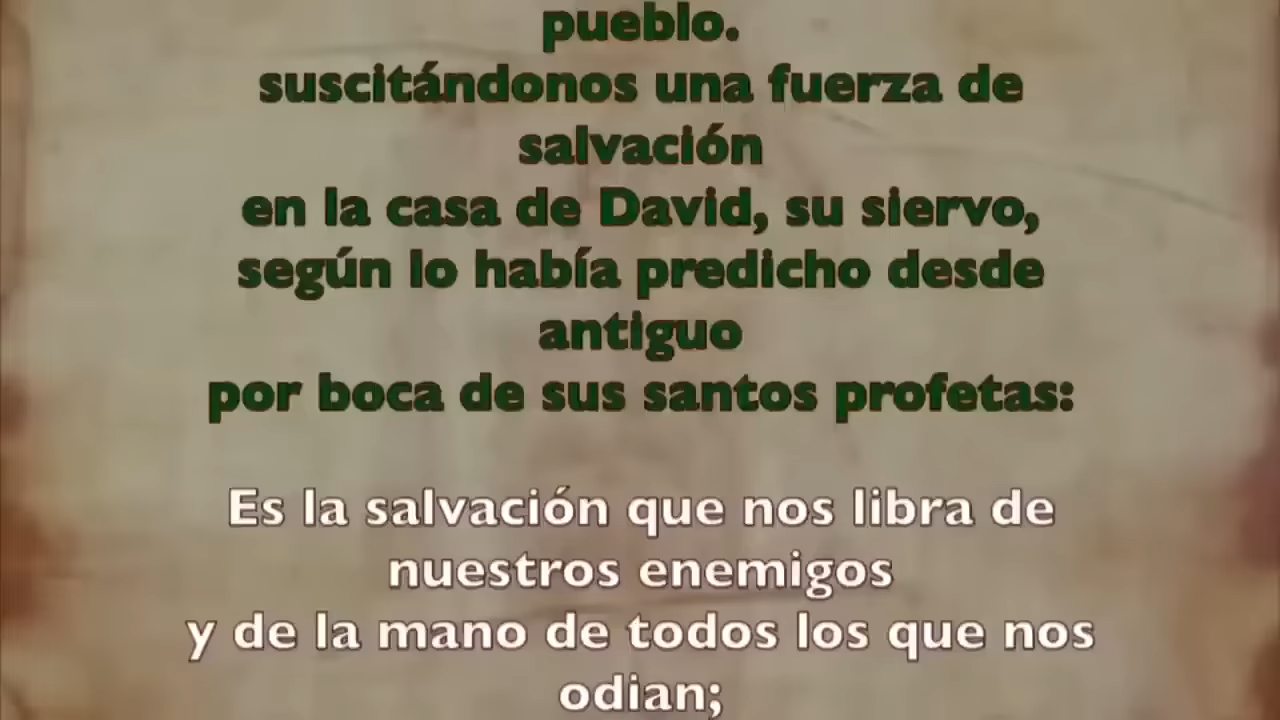 pueblo.
suscitándonos una fuerza de
salvación
en la casa de David, su siervo,
según lo había predicho desde
antiguo
por boca de sus santos profetas:
Es la salvación que nos libra de
nuestros enemigos
y de la mano de todos los que nos
odian;